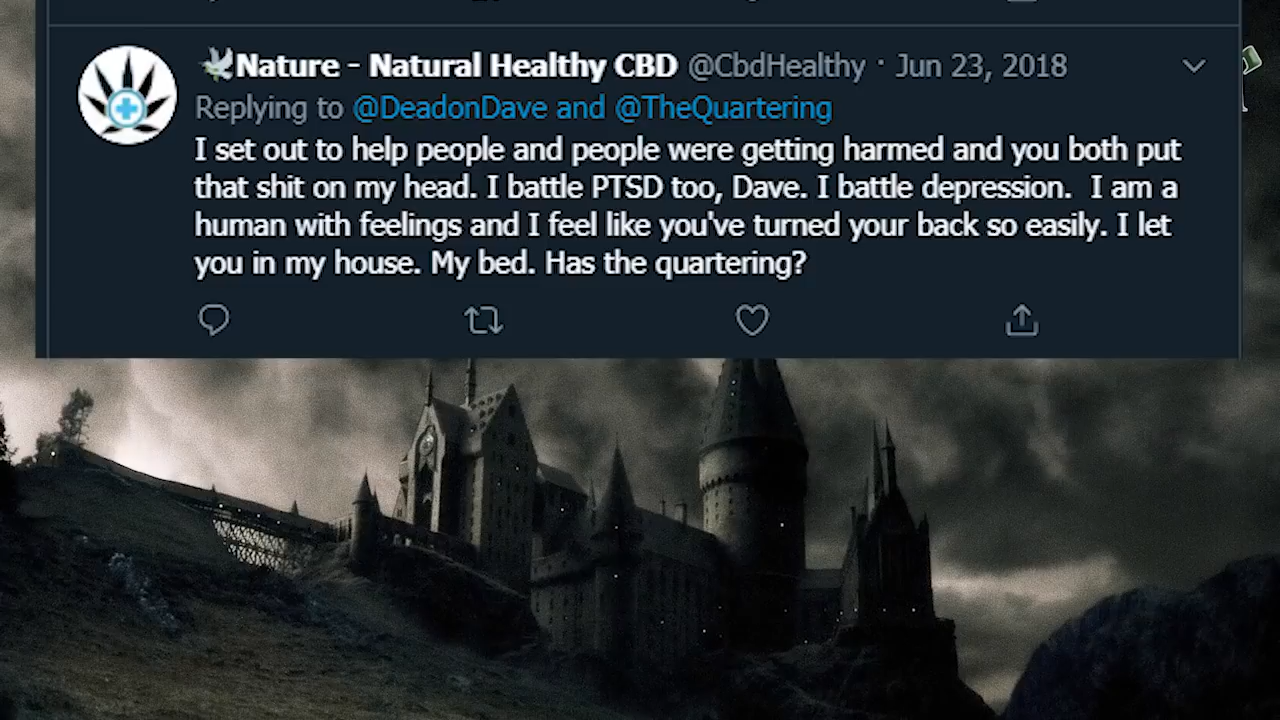 🕊Nature - Natural Healthy CBD @CbdHealthy · Jun 23, 2018
Replying to @DeadonDave and @TheQuartering
I set out to help people and people were getting harmed and you both put
that shit on my head. I battle PTSD too, Dave. I battle depression.  I am a
human with feelings and I feel like you've turned your back so easily. I let
you in my house. My bed. Has the quartering?